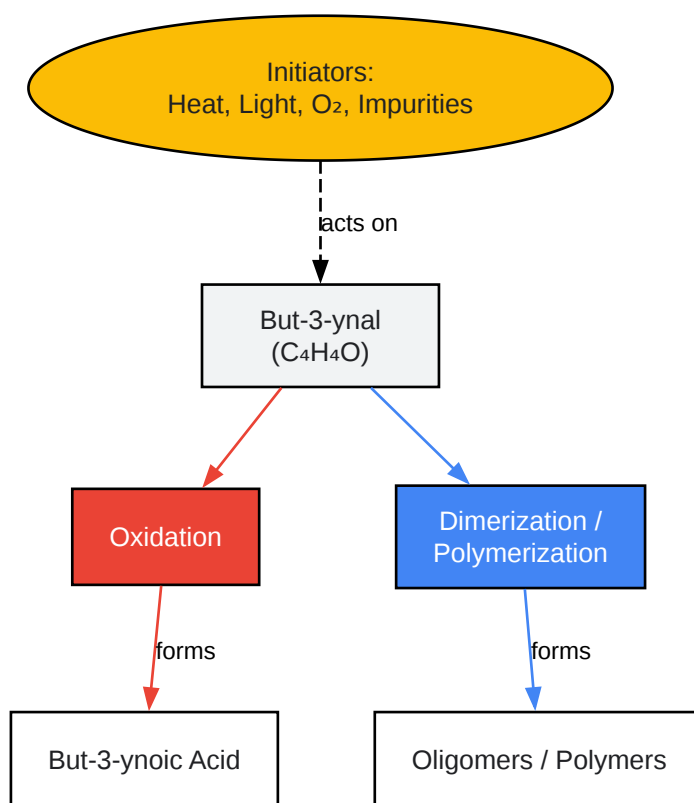 Initiators:
Heat, Light, O₂, Impurities
acts on
But-3-ynal
(C₄H₄O)
Oxidation
Dimerization /
Polymerization
forms
forms
But-3-ynoic Acid
Oligomers / Polymers